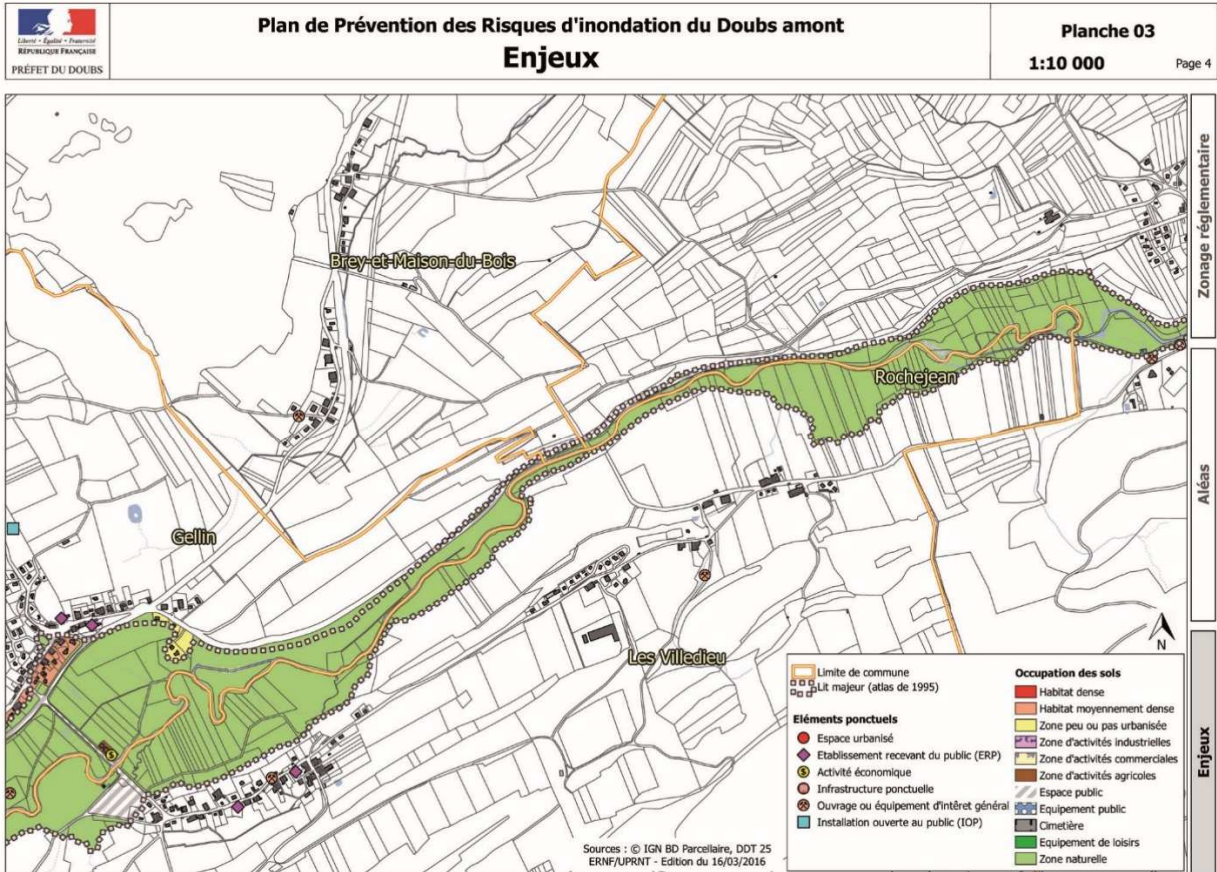 Liberté • Égalité • Fraternité
RÉPUBLIQUE FRANÇAISE
PRÉFET DU DOUBS
Plan de Prévention des Risques d'inondation du Doubs amont
Enjeux
Planche 03
1:10 000
Page 4
Zonage réglementaire
Aléas
Enjeux
Brey-et-Maison-du-Bois
Rochejean
Gellin
Les Villedieu
N
Limite de commune
Lit majeur (atlas de 1995)
Eléments ponctuels
Espace urbanisé
Etablissement recevant du public (ERP)
Activité économique
Infrastructure ponctuelle
Ouvrage ou équipement d'intêret général
Installation ouverte au public (IOP)
Occupation des sols
Habitat dense
Habitat moyennement dense
Zone peu ou pas urbanisée
Zone d'activités industrielles
Zone d'activités commerciales
Zone d'activités agricoles
Espace public
Equipement public
Cimetière
Equipement de loisirs
Zone naturelle
Sources : © IGN BD Parcellaire, DDT 25
ERNF/UPRNT - Edition du 16/03/2016